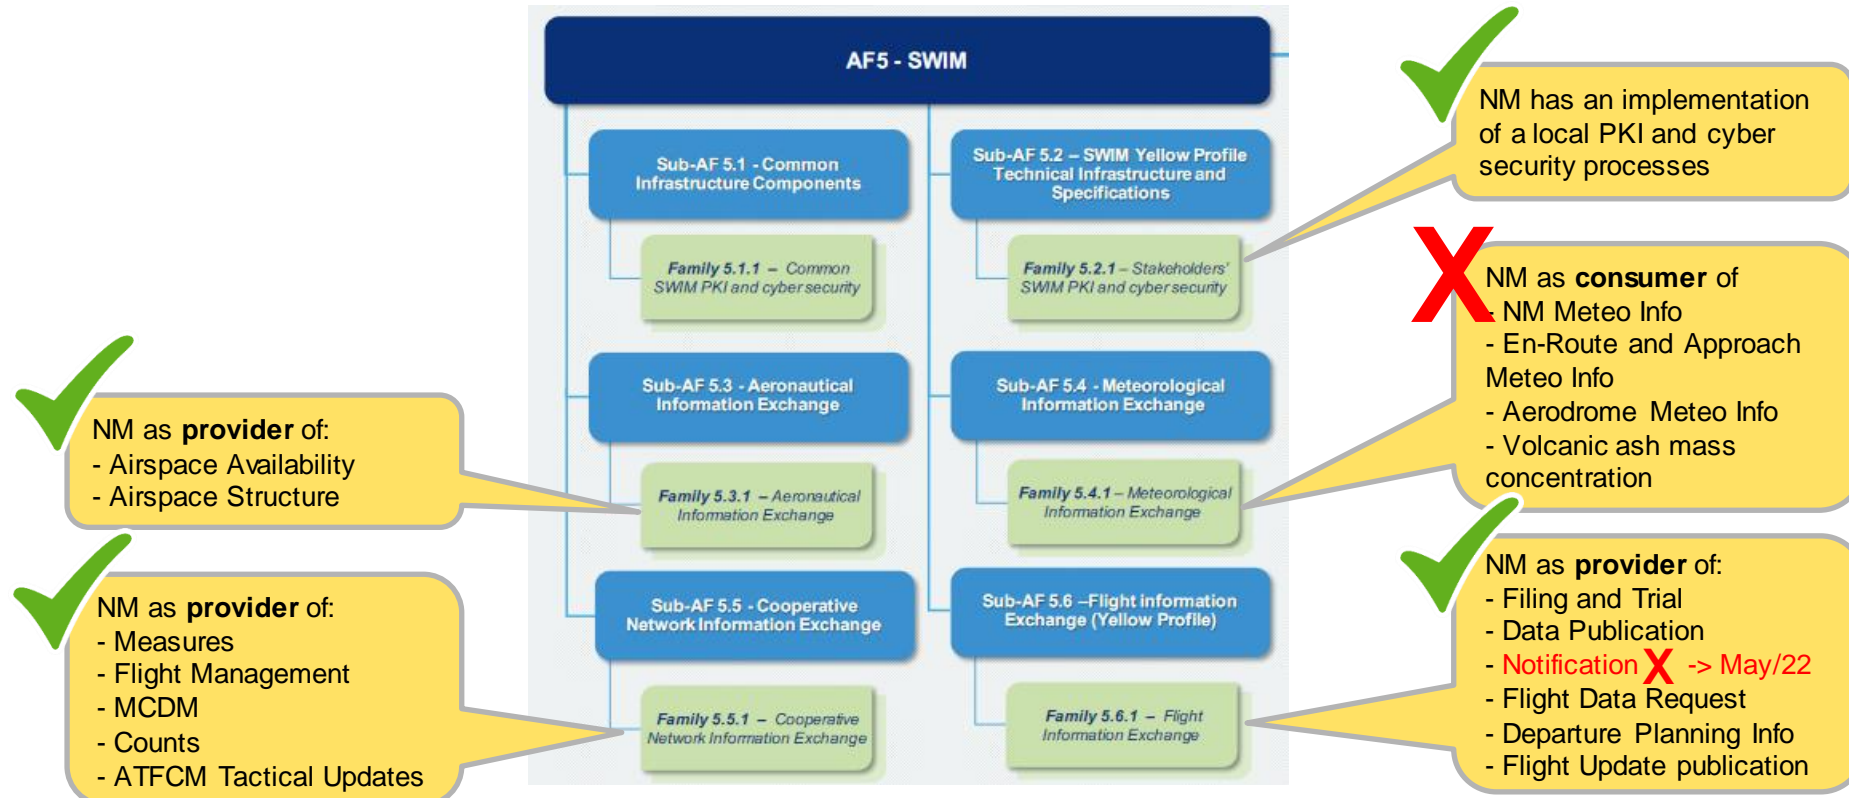 AF5 - SWIM
Sub-AF 5.1 - Common
Infrastructure Components
Sub-AF 5.2 – SWIM Yellow Profile
Technical Infrastructure and
Specifications
Family 5.1.1 – Common
SWIM PKI and cyber security
Family 5.2.1 – Stakeholders'
SWIM PKI and cyber security
Sub-AF 5.3 - Aeronautical
Information Exchange
Sub-AF 5.4 - Meteorological
Information Exchange
Family 5.3.1 – Aeronautical
Information Exchange
Family 5.4.1 – Meteorological
Information Exchange
Sub-AF 5.5 - Cooperative
Network Information Exchange
Sub-AF 5.6 –Flight information
Exchange (Yellow Profile)
Family 5.5.1 – Cooperative
Network Information Exchange
Family 5.6.1 – Flight
Information Exchange
NM as provider of:
- Airspace Availability
- Airspace Structure
NM as provider of:
- Measures
- Flight Management
- MCDM
- Counts
- ATFCM Tactical Updates
NM has an implementation
of a local PKI and cyber
security processes
X
NM as consumer of
- NM Meteo Info
- En-Route and Approach
Meteo Info
- Aerodrome Meteo Info
- Volcanic ash mass
concentration
NM as provider of:
- Filing and Trial
- Data Publication
- Notification X -> May/22
- Flight Data Request
- Departure Planning Info
- Flight Update publication